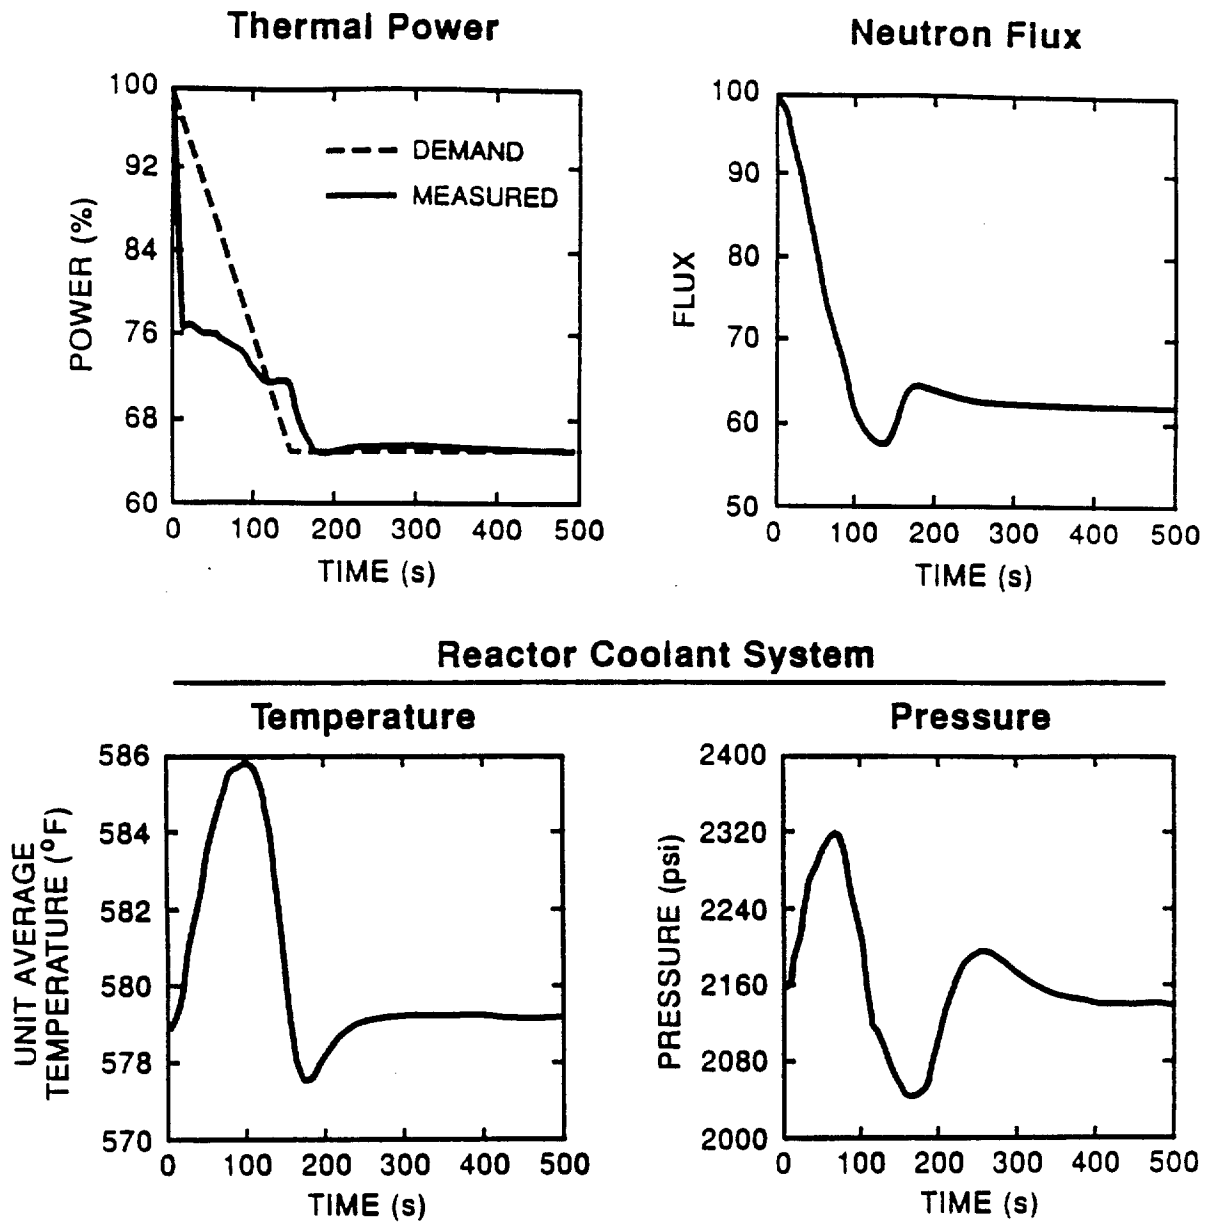 Thermal Power
100
92
84
76
68
60
POWER (%)
DEMAND
MEASURED
0 100 200 300 400 500
TIME (s)
Neutron Flux
100
90
80
70
60
50
FLUX
0 100 200 300 400 500
TIME (s)
Reactor Coolant System
Temperature
586
584
582
580
578
570
UNIT AVERAGE
TEMPERATURE (°F)
0 100 200 300 400 500
TIME (s)
Pressure
2400
2320
2240
2160
2080
2000
PRESSURE (psi)
0 100 200 300 400 500
TIME (s)